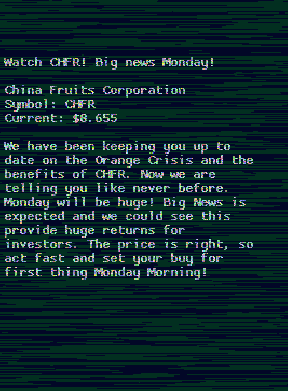 Watch CHFR! Big news Monday!
China Fruits Corporation
Symbol: CHFR
Current: $0.655
We have been keeping you up to
date on the Orange Crisis and the
benefits of CHFR. Now we are
telling you like never before.
Monday will be huge! Big News is
expected and we could see this
provide huge returns for
investors. The price is right, so
act fast and set your buy for
first thing Monday Morning!